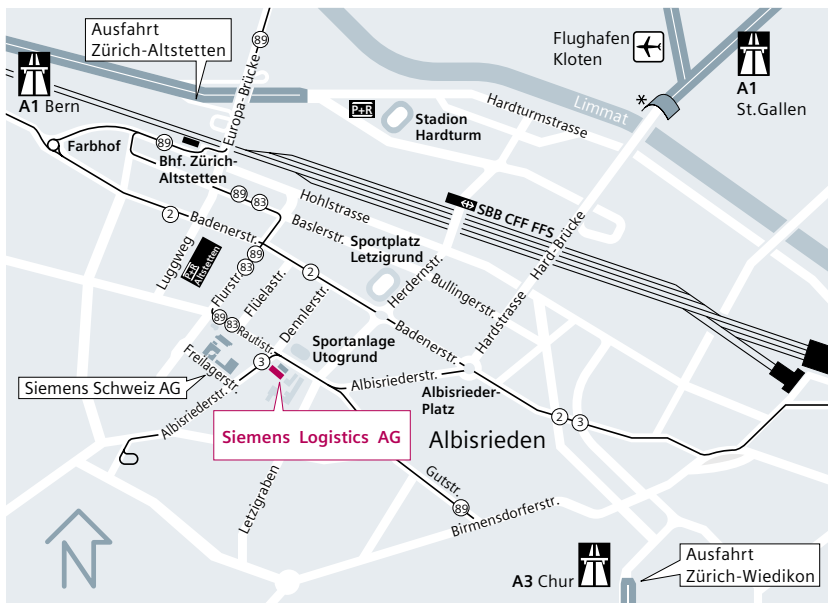 89
Ausfahrt
Zürich-Altstetten
A1 Bern
Europa-Brücke
Flughafen
Kloten
A1
St.Gallen
*
Limmat
P+R
Stadion
Hardturm
Hardturmstrasse
Farbhof
89
Bhf. Zürich-
Altstetten
89
83
Hohlstrasse
SBB CFF FFS
2
Badenerstr.
Baslerstr.
Sportplatz
Letzigrund
Hard-Brücke
Luggweg
P+R
Altstetten
89
83
Flurstr.
Flüelastr.
2
Dennlerstr.
Herdernstr.
Bullingerstr.
Hardstrasse
89
83
Rautistr.
Sportanlage
Utogrund
Badenerstr.
Freilagerstr.
3
Siemens Schweiz AG
Albisriederstr.
Albisriederstr.
Albisrieder-
Platz
2
3
Siemens Logistics AG
Albisrieden
Letzigraben
Gutstr.
89
Birmensdorferstr.
N
A3 Chur
Ausfahrt
Zürich-Wiedikon